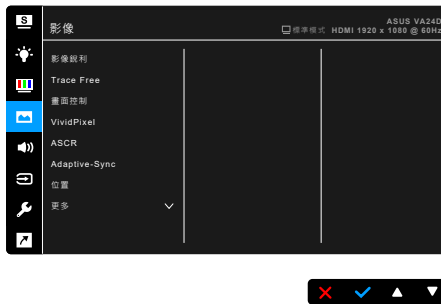 S
影像
ASUS VA24D
標準模式 HDMI 1920 x 1080 @ 60Hz
影像銳利
Trace Free
畫面控制
VividPixel
ASCR
Adaptive-Sync
位置
更多